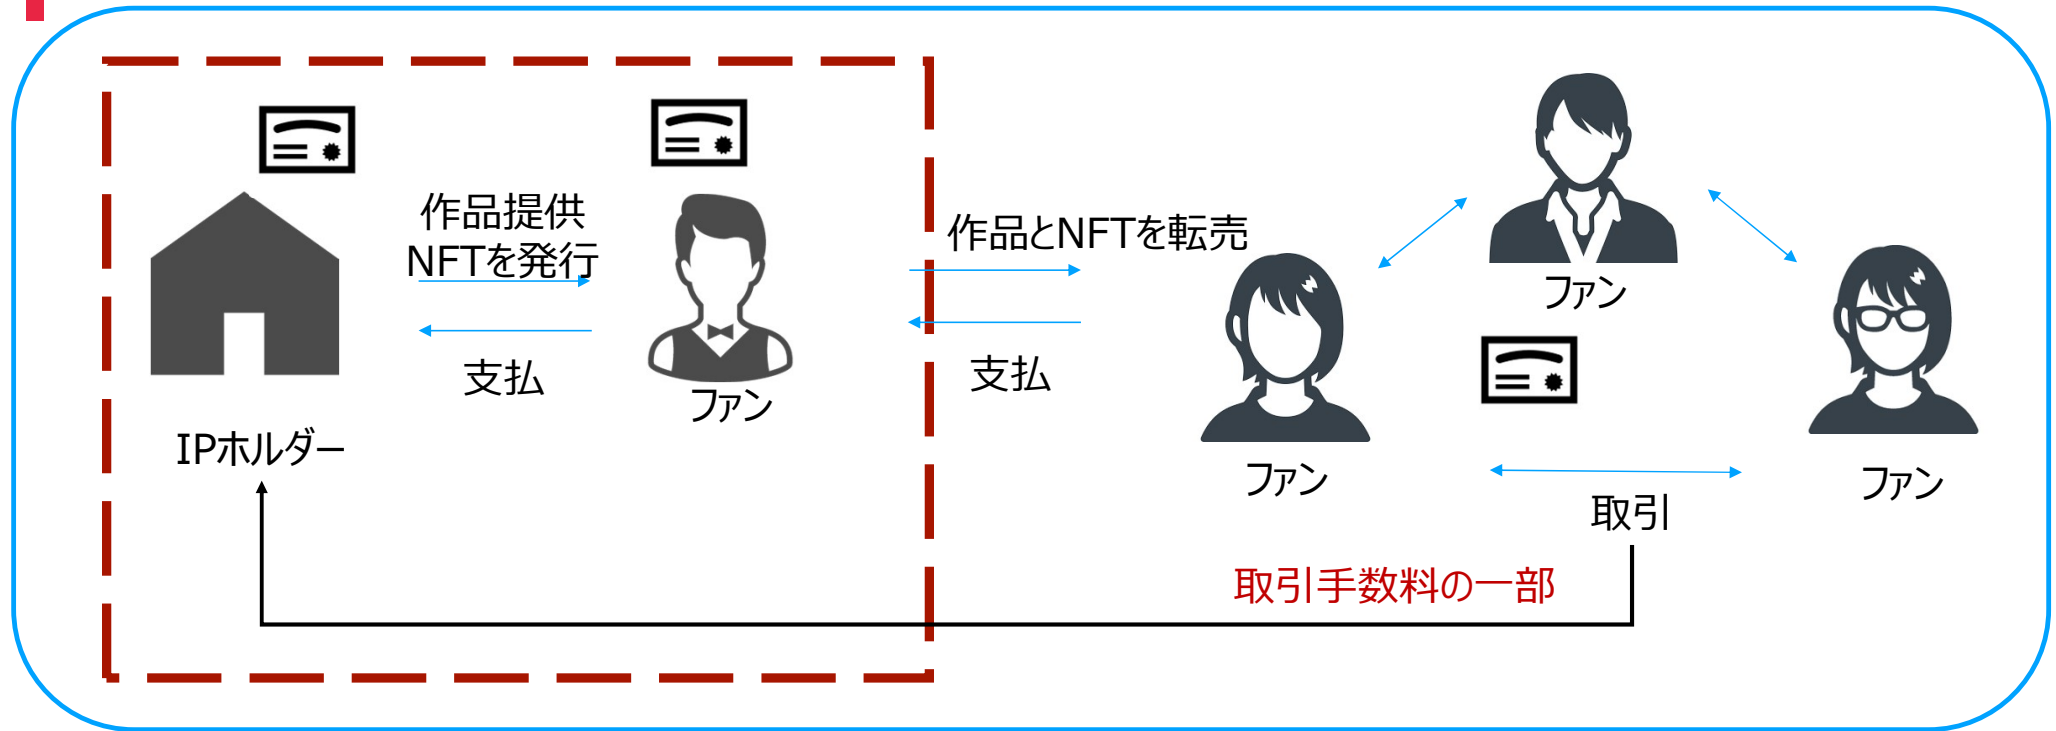 作品提供
NFTを発行
支払
ファン
IPホルダー
作品とNFTを転売
支払
ファン
ファン
ファン
取引
取引手数料の一部